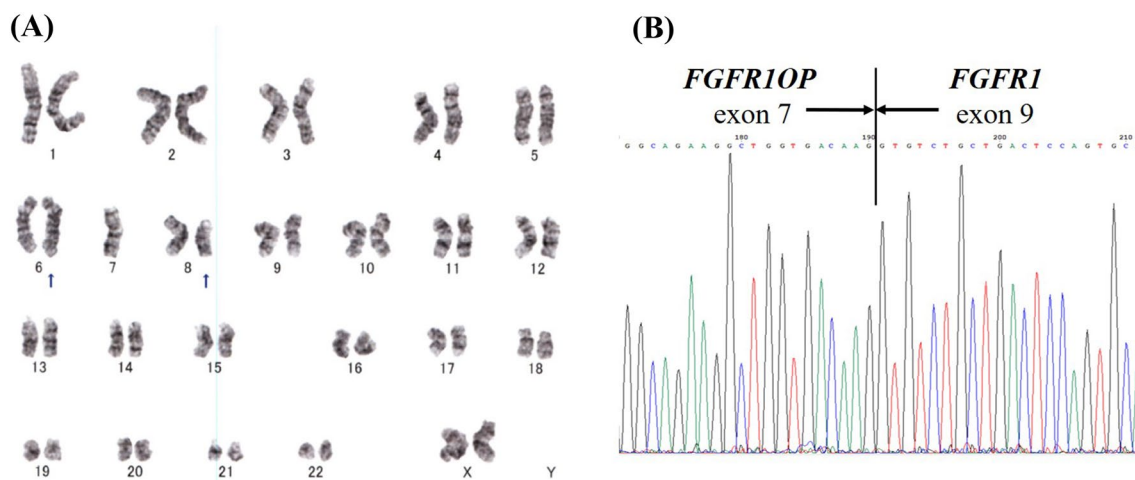 (A)
1 2 3 4 5
6 7 8 9 10 11 12
13 14 15 16 17 18
19 20 21 22 X Y
(B)
FGFR1OP FGFR1
exon 7 exon 9
180 190 200 210
G G C A G A A G G C T G G T G A C A A G G T G T C T G C T G A C T C C A G T G C